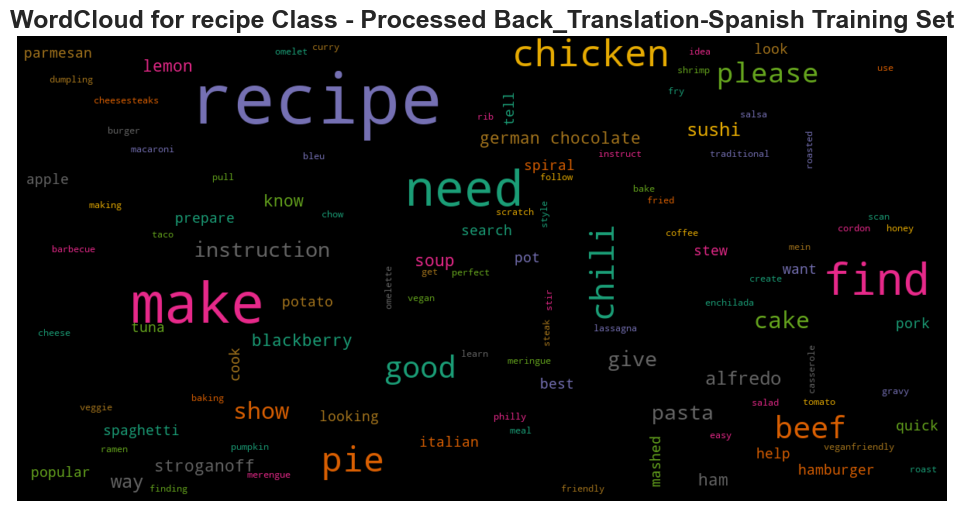 WordCloud for recipe Class - Processed Back_Translation-Spanish Training Set
parmesan
omelet
curry
chicken
idea
look
lemon
shrimp
please
use
dumpling
recipe
fry
cheesesteaks
tell
rib
salsa
burger
german chocolate
sushi
macaroni
bleu
instruct
traditional
roasted
spiral
apple
pull
need
follow
bake
fried
know
making
prepare
chow
scratch
style
search
coffee
scan
cordon
honey
taco
barbecue
instruction
soup
pot
chili
stew
mein
get
perfect
want
find
create
omelette
make
potato
vegan
stir
enchilada
cheese
tuna
blackberry
steak
lassagna
cake
pork
cook
good
learn
meringue
give
casserole
best
alfredo
gravy
baking
veggie
show
looking
philly
meal
pasta
salad
tomato
spaghetti
italian
easy
beef
quick
ramen
pumpkin
pie
mashed
help
veganfriendly
popular
stroganoff
merengue
way
finding
friendly
ham
hamburger
roast